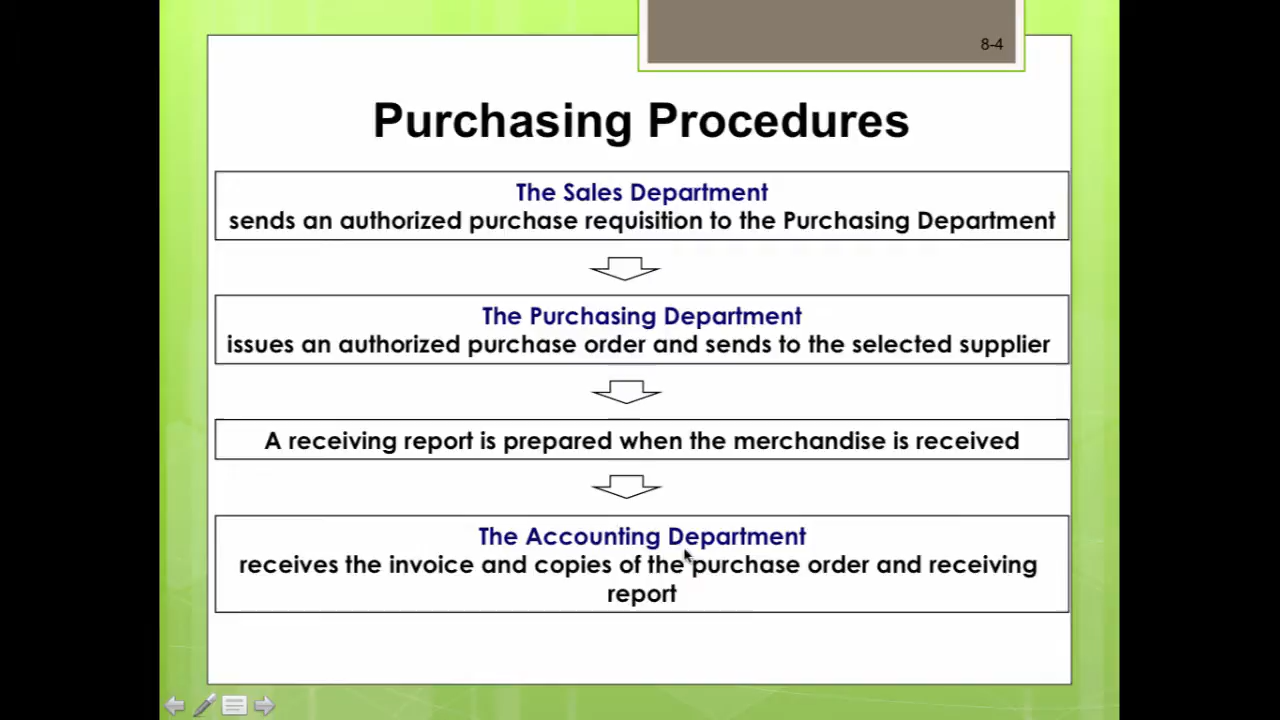 8-4
Purchasing Procedures
The Sales Department
sends an authorized purchase requisition to the Purchasing Department
The Purchasing Department
issues an authorized purchase order and sends to the selected supplier
A receiving report is prepared when the merchandise is received
The Accounting Department
receives the invoice and copies of the purchase order and receiving
report